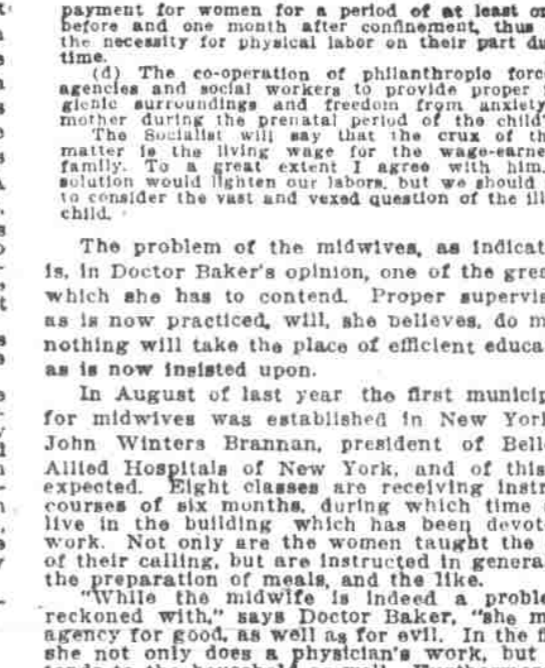 payment for women for a period of at least on
before and one month after confinement, thus
the necessity for physical labor on their part du
time.
(d) The co-operation of philanthropic forc
agencies and social workers to provide proper
gienic surroundings and freedom from anxiety
mother during the prenatal period of the child'
The Socialist will say that the crux of th
matter is the living wage for the wage-earne
family. To a great extent I agree with him.
solution would lighten our labors, but we should
to consider the vast and vexed question of the ill
child.
The problem of the midwives, as indicat
is, in Doctor Baker's opinion, one of the grea
which she has to contend. Proper supervis
as is now practiced, will, she believes, do m
nothing will take the place of efficient educa
as is now insisted upon.
In August of last year the first municip
for midwives was established in New York
John Winters Brannan, president of Belle
Allied Hospitals of New York, and of this
expected. Eight classes are receiving instr
courses of six months, during which time
live in the building which has been devot
work. Not only are the women taught the
of their calling, but are instructed in genera
the preparation of meals, and the like.
"While the midwife is indeed a proble
reckoned with," says Doctor Baker, "she m
agency for good, as well as for evil. In the f
she not only does a physician's work, but